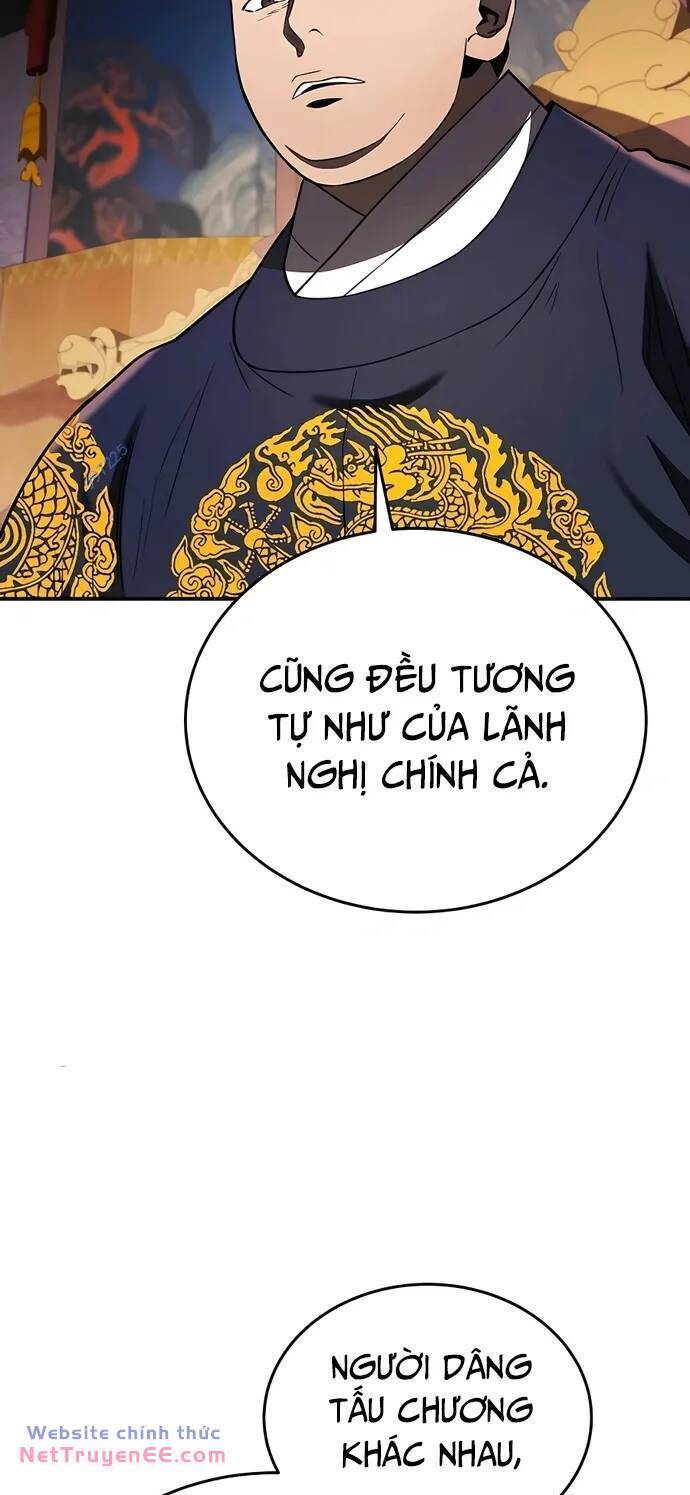 CŨNG ĐỀU TƯƠNG
TỰ NHƯ CỦA LÃNH
NGHỊ CHÍNH CẢ.
NGƯỜI DÂNG
TẤU CHƯƠNG
KHÁC NHAU,
Website chính thức
NetTruyenEE.com